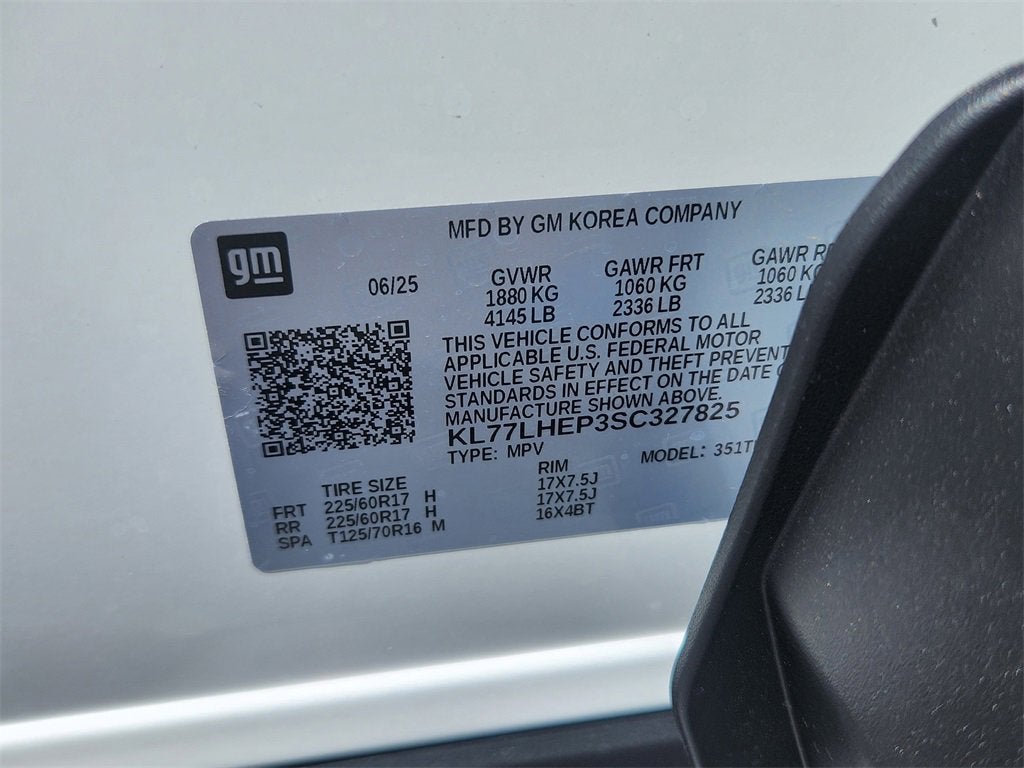 gm
MFD BY GM KOREA COMPANY
06/25
GVWR
1880 KG
4145 LB
GAWR FRT
1060 KG
2336 LB
GAWR
1060
2336
THIS VEHICLE CONFORMS TO ALL
APPLICABLE U.S. FEDERAL MOTOR
VEHICLE SAFETY AND THEFT PREVENT
STANDARDS IN EFFECT ON THE DATE
MANUFACTURE SHOWN ABOVE.
KL77LHEP3SC327825
TYPE: MPV
MODEL:
TIRE SIZE
RIM
FRT 225/60R17 H 17X7.5J
RR 225/60R17 H 17X7.5J
SPA T125/70R16 M 16X4BT